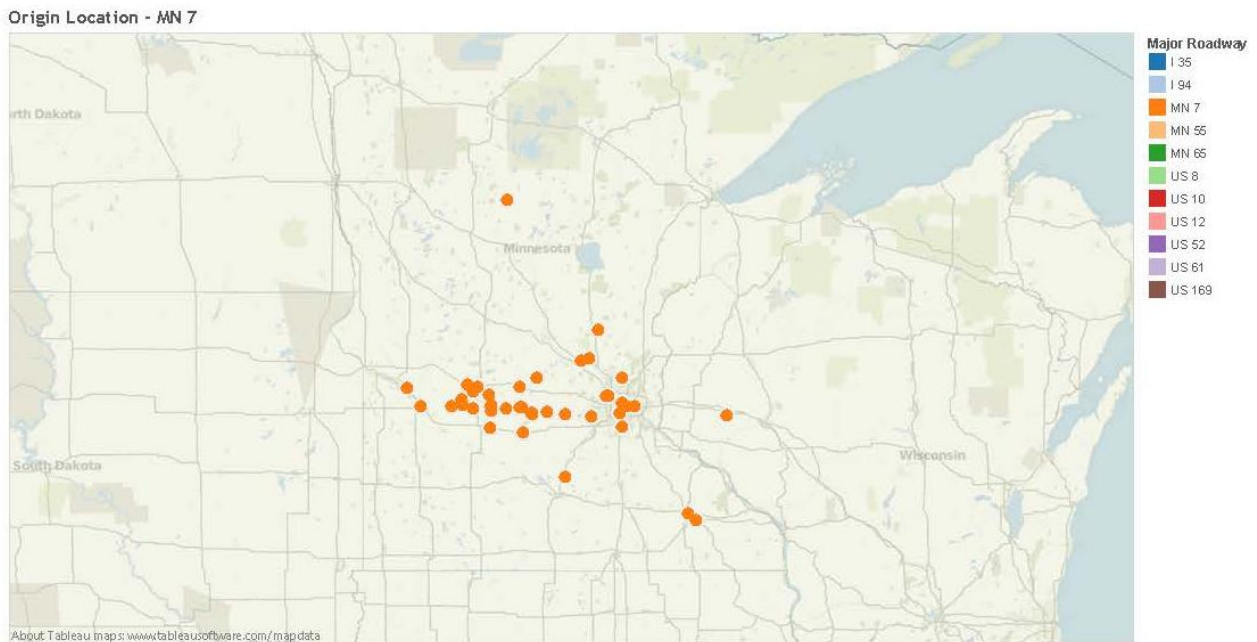 Origin Location - MN 7
Major Roadway
I 35
I 94
MN 7
MN 55
MN 65
US 8
US 10
US 12
US 52
US 61
US 169
rth Dakota
Minnesota
South Dakota
Wisconsin
About Tableau maps: www.tableausoftware.com/mapdata